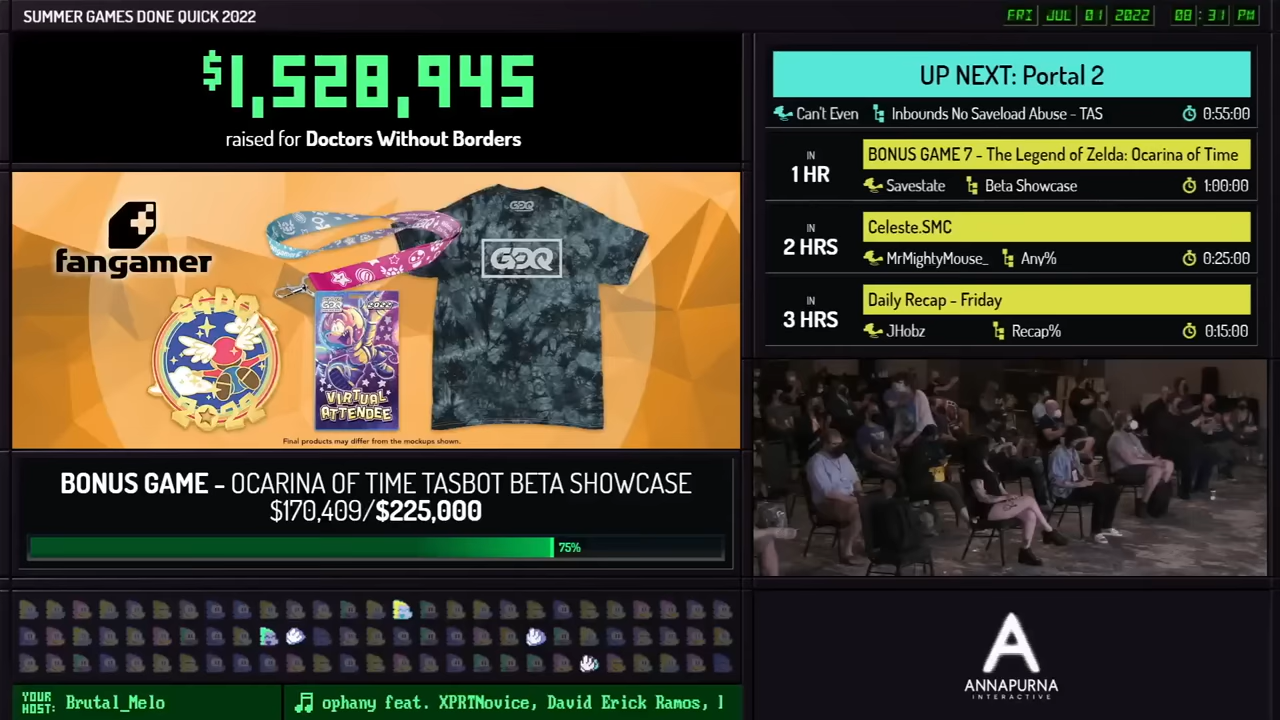 SUMMER GAMES DONE QUICK 2022
FRI JUL 01 2022 08:31 PM
$1,528,945
raised for Doctors Without Borders
fangamer
GDQ
GDQ
SGDQ
2022
GDQ
VIRTUAL
ATTENDEE
Final products may differ from the mockups shown.
BONUS GAME - OCARINA OF TIME TASBOT BETA SHOWCASE
$170,409/$225,000
75%
YOUR HOST: Brutal_Melo
ophany feat. XPRTNovice, David Erick Ramos,
UP NEXT: Portal 2
Can't Even Inbounds No Saveload Abuse - TAS 0:55:00
IN 1 HR
BONUS GAME 7 - The Legend of Zelda: Ocarina of Time
Savestate Beta Showcase 1:00:00
IN 2 HRS
Celeste.SMC
MrMightyMouse_ Any% 0:25:00
IN 3 HRS
Daily Recap - Friday
JHobz Recap% 0:15:00
A
ANNAPURNA
INTERACTIVE